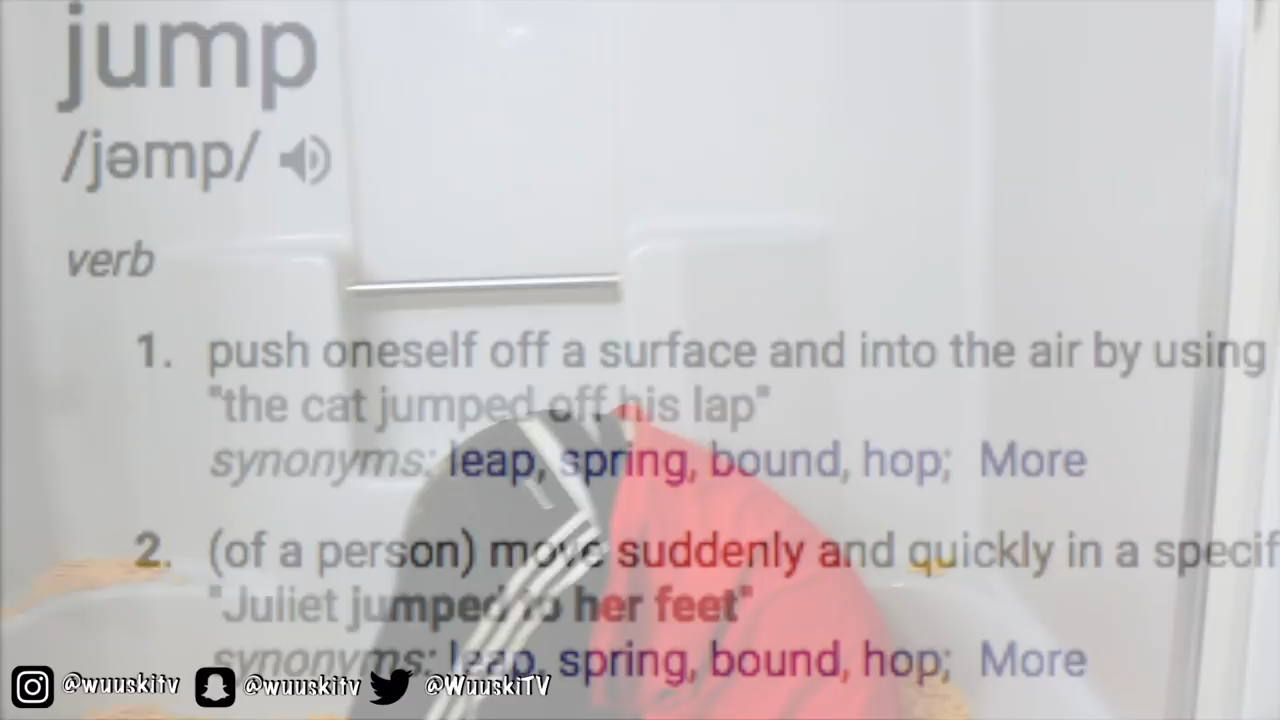 jump
/jəmp/
verb
1. push oneself off a surface and into the air by using
"the cat jumped off his lap"
synonyms: leap, spring, bound, hop; More
2. (of a person) move suddenly and quickly in a specif
"Juliet jumped to her feet"
synonyms: leap, spring, bound, hop; More
@wuuskitv @wuuskitv @WuuskiTV